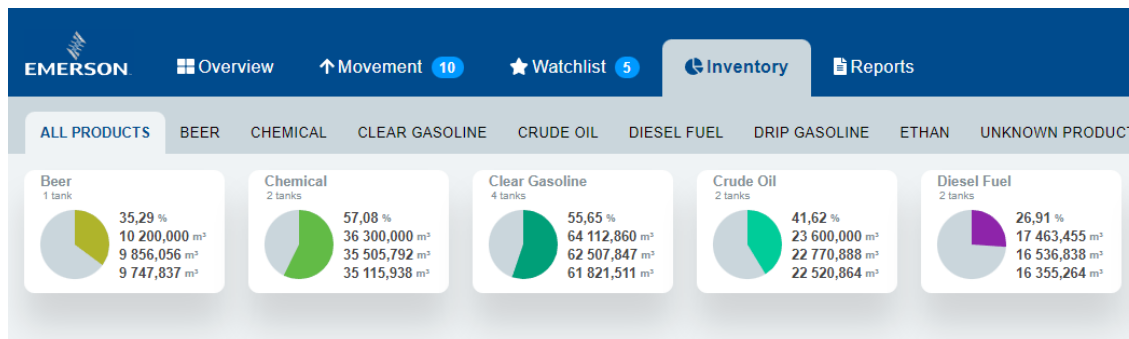 EMERSON
Overview Movement 10 Watchlist 5 Inventory Reports
ALL PRODUCTS BEER CHEMICAL CLEAR GASOLINE CRUDE OIL DIESEL FUEL DRIP GASOLINE ETHAN UNKNOWN PRODUCT
Beer
1 tank
35,29 %
10 200,000 m³
9 856,056 m³
9 747,837 m³
Chemical
2 tanks
57,08 %
36 300,000 m³
35 505,792 m³
35 115,938 m³
Clear Gasoline
4 tanks
55,65 %
64 112,860 m³
62 507,847 m³
61 821,511 m³
Crude Oil
2 tanks
41,62 %
23 600,000 m³
22 770,888 m³
22 520,864 m³
Diesel Fuel
2 tanks
26,91 %
17 463,455 m³
16 536,838 m³
16 355,264 m³